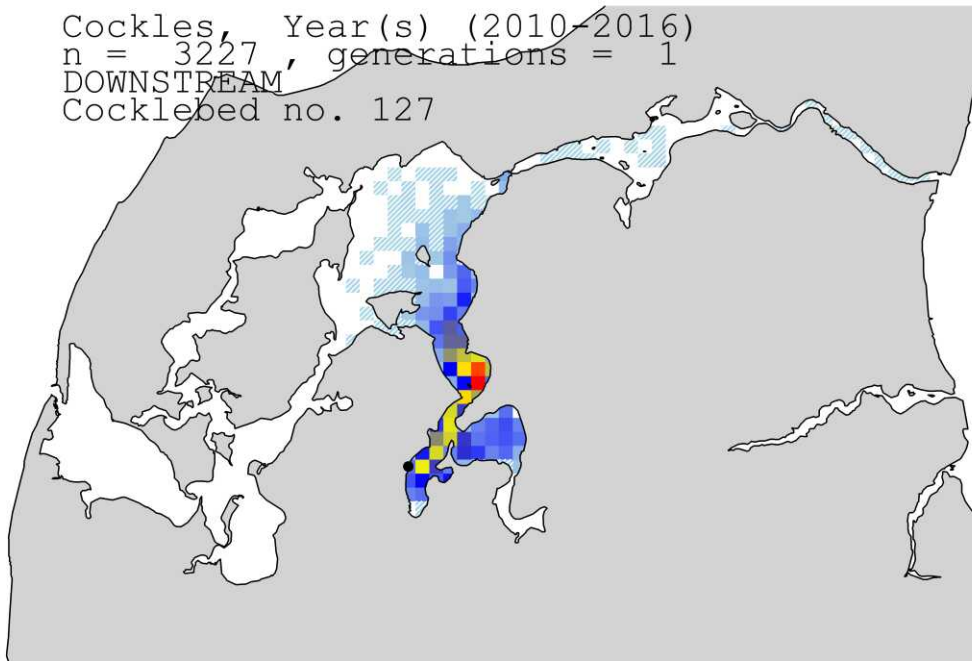 Cockles, Year(s) (2010-2016)
n = 3227 , generations = 1
DOWNSTREAM
Cocklebed no. 127